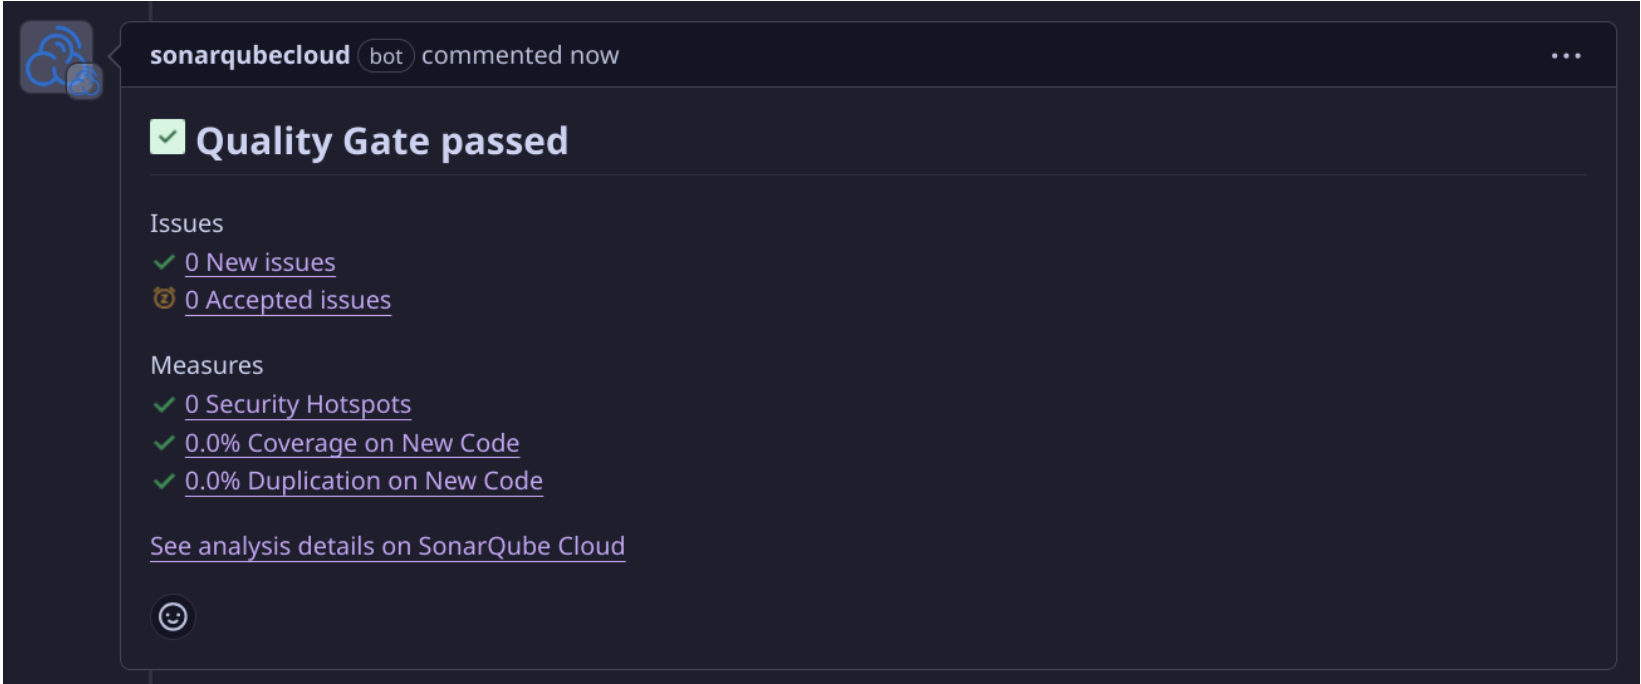 sonarqubecloud bot commented now
Quality Gate passed
Issues
0 New issues
0 Accepted issues
Measures
0 Security Hotspots
0.0% Coverage on New Code
0.0% Duplication on New Code
See analysis details on SonarQube Cloud